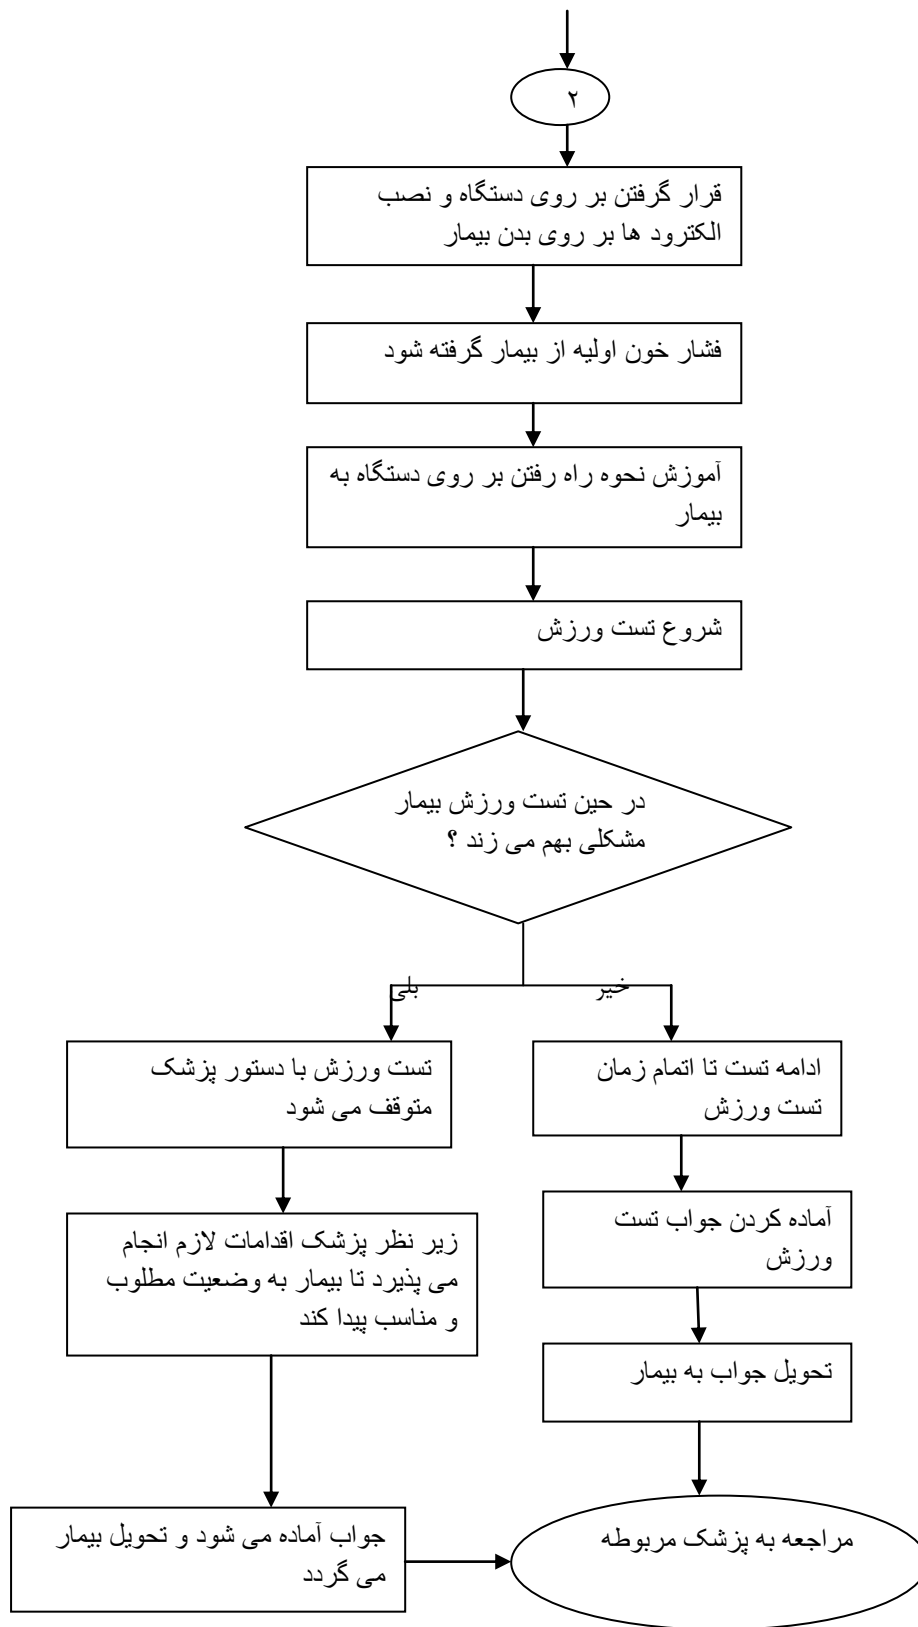 ۲
قرار گرفتن بر روی دستگاه و نصب
الکترود ها بر روی بدن بیمار
فشار خون اولیه از بیمار گرفته شود
آموزش نحوه راه رفتن بر روی دستگاه به
بیمار
شروع تست ورزش
در حین تست ورزش بیمار
مشکلی بهم می زند ؟
خیر
بلی
ادامه تست تا اتمام زمان
تست ورزش
تست ورزش با دستور پزشک
متوقف می شود
آماده کردن جواب تست
ورزش
زیر نظر پزشک اقدامات لازم انجام
می پذیرد تا بیمار به وضعیت مطلوب
و مناسب پیدا کند
تحویل جواب به بیمار
جواب آماده می شود و تحویل بیمار
می گردد
مراجعه به پزشک مربوطه